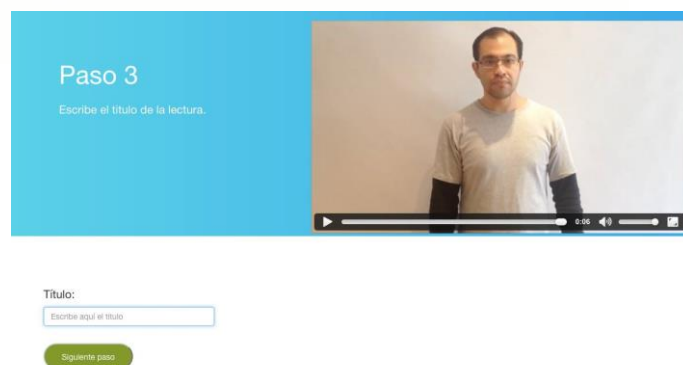 Paso 3
Escribe el título de la lectura.
0:06
Título:
Escribe aquí el título
Siguiente paso